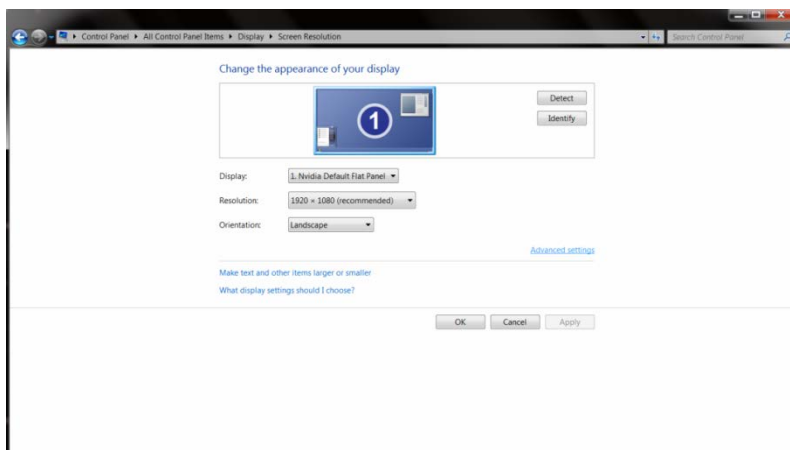 Control Panel ▸ All Control Panel Items ▸ Display ▸ Screen Resolution
Search Control Panel
Change the appearance of your display
1
Detect
Identify
Display: 1. Nvidia Default Flat Panel
Resolution: 1920 × 1080 (recommended)
Orientation: Landscape
Advanced settings
Make text and other items larger or smaller
What display settings should I choose?
OK Cancel Apply